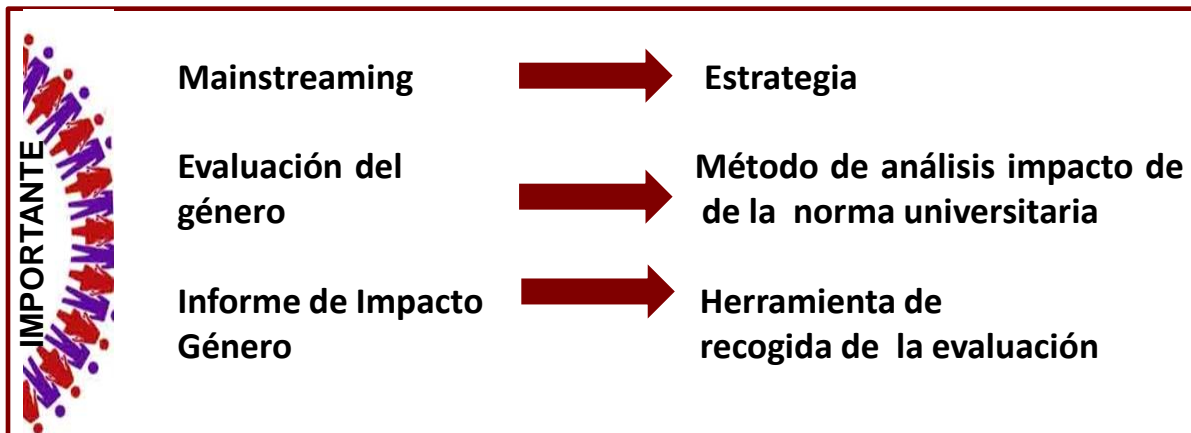 IMPORTANTE
Mainstreaming
Estrategia
Evaluación del
género
Método de análisis impacto de
de la norma universitaria
Informe de Impacto
Género
Herramienta de
recogida de la evaluación